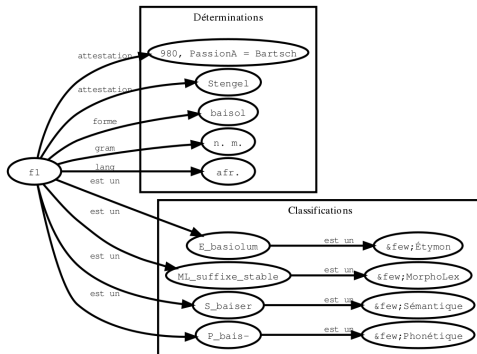 Déterminations
attestation
980, PassionA = Bartsch
attestation
Stengel
forme
baisol
gram
n. m.
lang
afr.
f1
est un
Classifications
est un
E_basiolum
est un
&few;Étymon
ML_suffixe_stable
est un
&few;MorphoLex
est un
S_baiser
est un
&few;Sémantique
est un
P_bais-
est un
&few;Phonétique